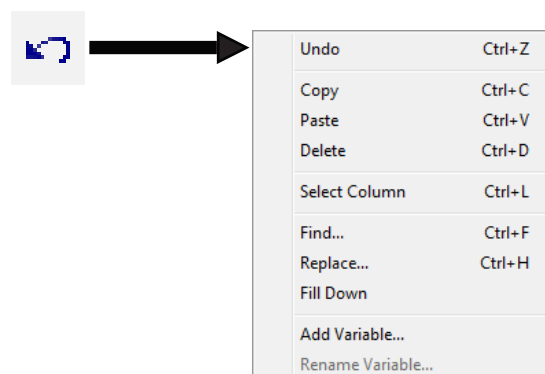 Undo Ctrl+Z
Copy Ctrl+C
Paste Ctrl+V
Delete Ctrl+D
Select Column Ctrl+L
Find... Ctrl+F
Replace... Ctrl+H
Fill Down
Add Variable...
Rename Variable...